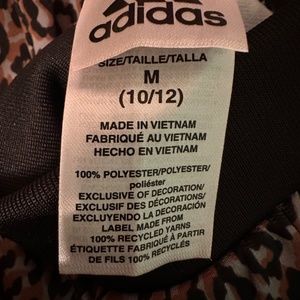 adidas
SIZE/TAILLE/TALLA
M
(10/12)
MADE IN VIETNAM
FABRIQUÉ AU VIETNAM
HECHO EN VIETNAM
100% POLYESTER/POLYESTER/
poliéster
EXCLUSIVE OF DECORATION/
EXCLUSIF DES DÉCORATIONS/
EXCLUYENDO LA DECORACIÓN
LABEL MADE FROM
100% RECYCLED YARNS
ÉTIQUETTE FABRIQUÉE À PARTIR
DE FILS 100% RECYCLÉS